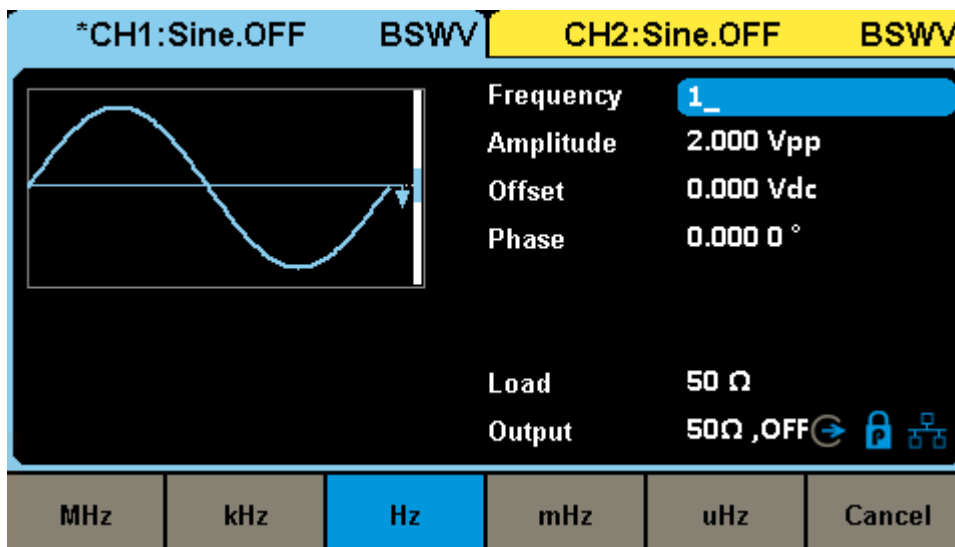 *CH1:Sine.OFF BSWV CH2:Sine.OFF BSWV
Frequency 1_
Amplitude 2.000 Vpp
Offset 0.000 Vdc
Phase 0.000 0 °
Load 50 Ω
Output 50Ω ,OFF P
MHz kHz Hz mHz uHz Cancel